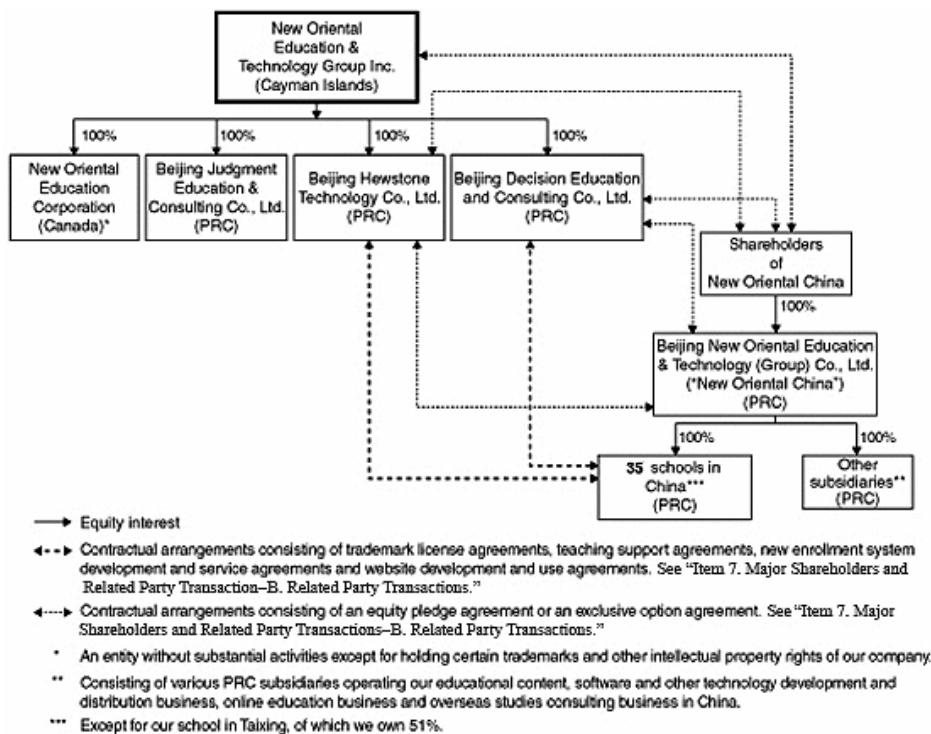 New Oriental
Education &
Technology Group Inc.
(Cayman Islands)
100%
100%
100%
100%
New Oriental
Education
Corporation
(Canada)*
Beijing Judgment
Education &
Consulting Co., Ltd.
(PRC)
Beijing Hewstone
Technology Co., Ltd.
(PRC)
Beijing Decision Education
and Consulting Co., Ltd.
(PRC)
Shareholders
of
New Oriental China
100%
Beijing New Oriental Education
& Technology (Group) Co., Ltd.
("New Oriental China")
(PRC)
100%
100%
35 schools in
China***
(PRC)
Other
subsidiaries**
(PRC)
Equity interest
Contractual arrangements consisting of trademark license agreements, teaching support agreements, new enrollment system
development and service agreements and website development and use agreements. See “Item 7. Major Shareholders and
Related Party Transaction–B. Related Party Transactions.”
Contractual arrangements consisting of an equity pledge agreement or an exclusive option agreement. See “Item 7. Major
Shareholders and Related Party Transactions–B. Related Party Transactions.”
* An entity without substantial activities except for holding certain trademarks and other intellectual property rights of our company.
** Consisting of various PRC subsidiaries operating our educational content, software and other technology development and
distribution business, online education business and overseas studies consulting business in China.
*** Except for our school in Taixing, of which we own 51%.